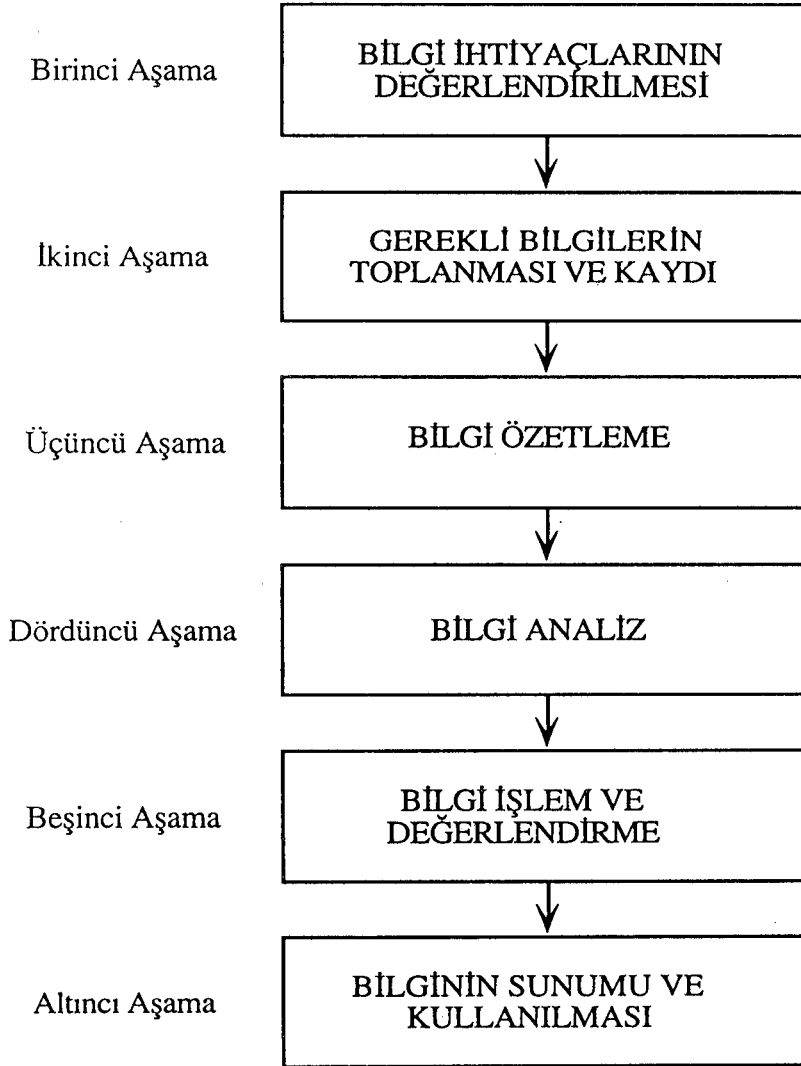 Birinci Aşama
BİLGİ İHTİYAÇLARININ
DEĞERLENDİRİLMESİ
İkinci Aşama
GEREKLİ BİLGİLERİN
TOPLANMASI VE KAYDI
Üçüncü Aşama
BİLGİ ÖZETLEME
Dördüncü Aşama
BİLGİ ANALİZ
Beşinci Aşama
BİLGİ İŞLEM VE
DEĞERLENDİRME
Altıncı Aşama
BİLGİNİN SUNUMU VE
KULLANILMASI